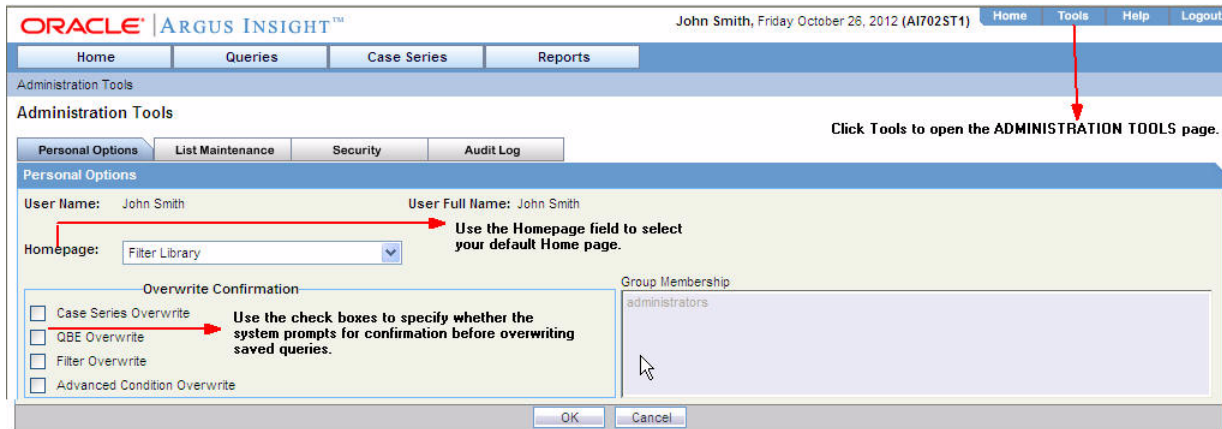 ORACLE® | ARGUS INSIGHT™
John Smith, Friday October 26, 2012 (AI702ST1)
Home Tools Help Logout
Home Queries Case Series Reports
Administration Tools
Administration Tools
Click Tools to open the ADMINISTRATION TOOLS page.
Personal Options List Maintenance Security Audit Log
Personal Options
User Name: John Smith User Full Name: John Smith
Use the Homepage field to select
your default Home page.
Homepage: Filter Library
Overwrite Confirmation
Case Series Overwrite
QBE Overwrite
Filter Overwrite
Advanced Condition Overwrite
Use the check boxes to specify whether the
system prompts for confirmation before overwriting
saved queries.
Group Membership
administrators
OK Cancel